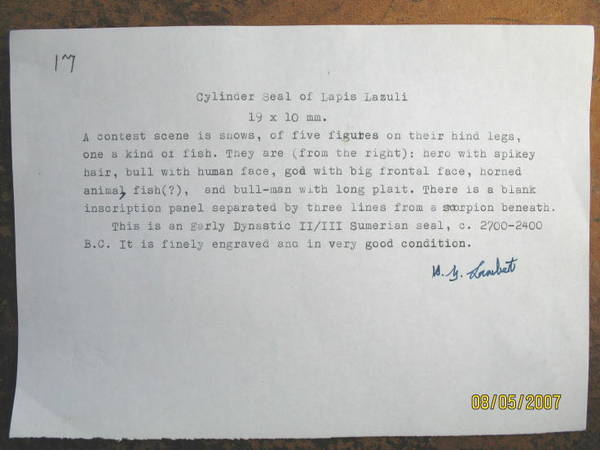 17
Cylinder Seal of Lapis Lazuli
19 x 10 mm.
A contest scene is shows, of five figures on their hind legs,
one a kind of fish. They are (from the right): hero with spikey
hair, bull with human face, god with big frontal face, horned
animal, fish(?), and bull-man with long plait. There is a blank
inscription panel separated by three lines from a scorpion beneath.
This is an Early Dynastic II/III Sumerian seal, c. 2700-2400
B.C. It is finely engraved and in very good condition.
W. G. Lambert
08/05/2007